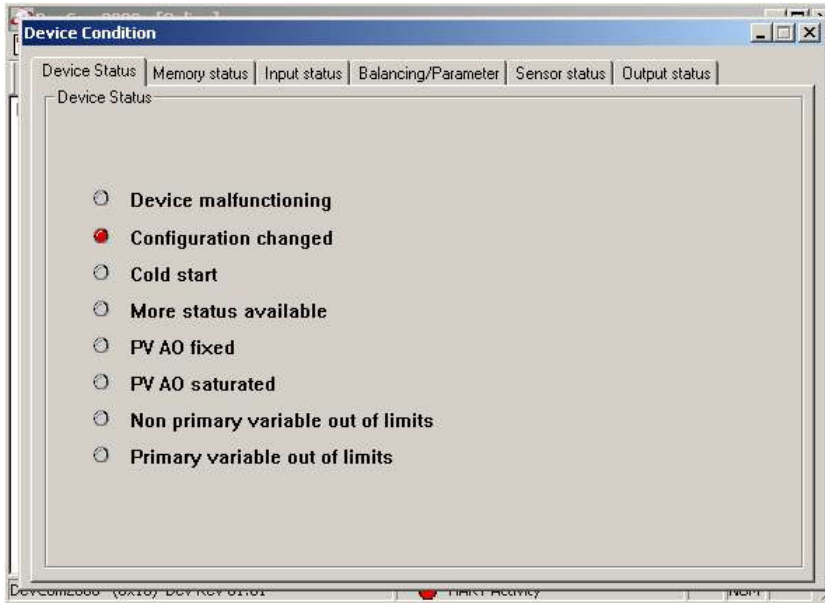 Device Condition
Device Status Memory status Input status Balancing/Parameter Sensor status Output status
Device Status
Device malfunctioning
Configuration changed
Cold start
More status available
PV AO fixed
PV AO saturated
Non primary variable out of limits
Primary variable out of limits